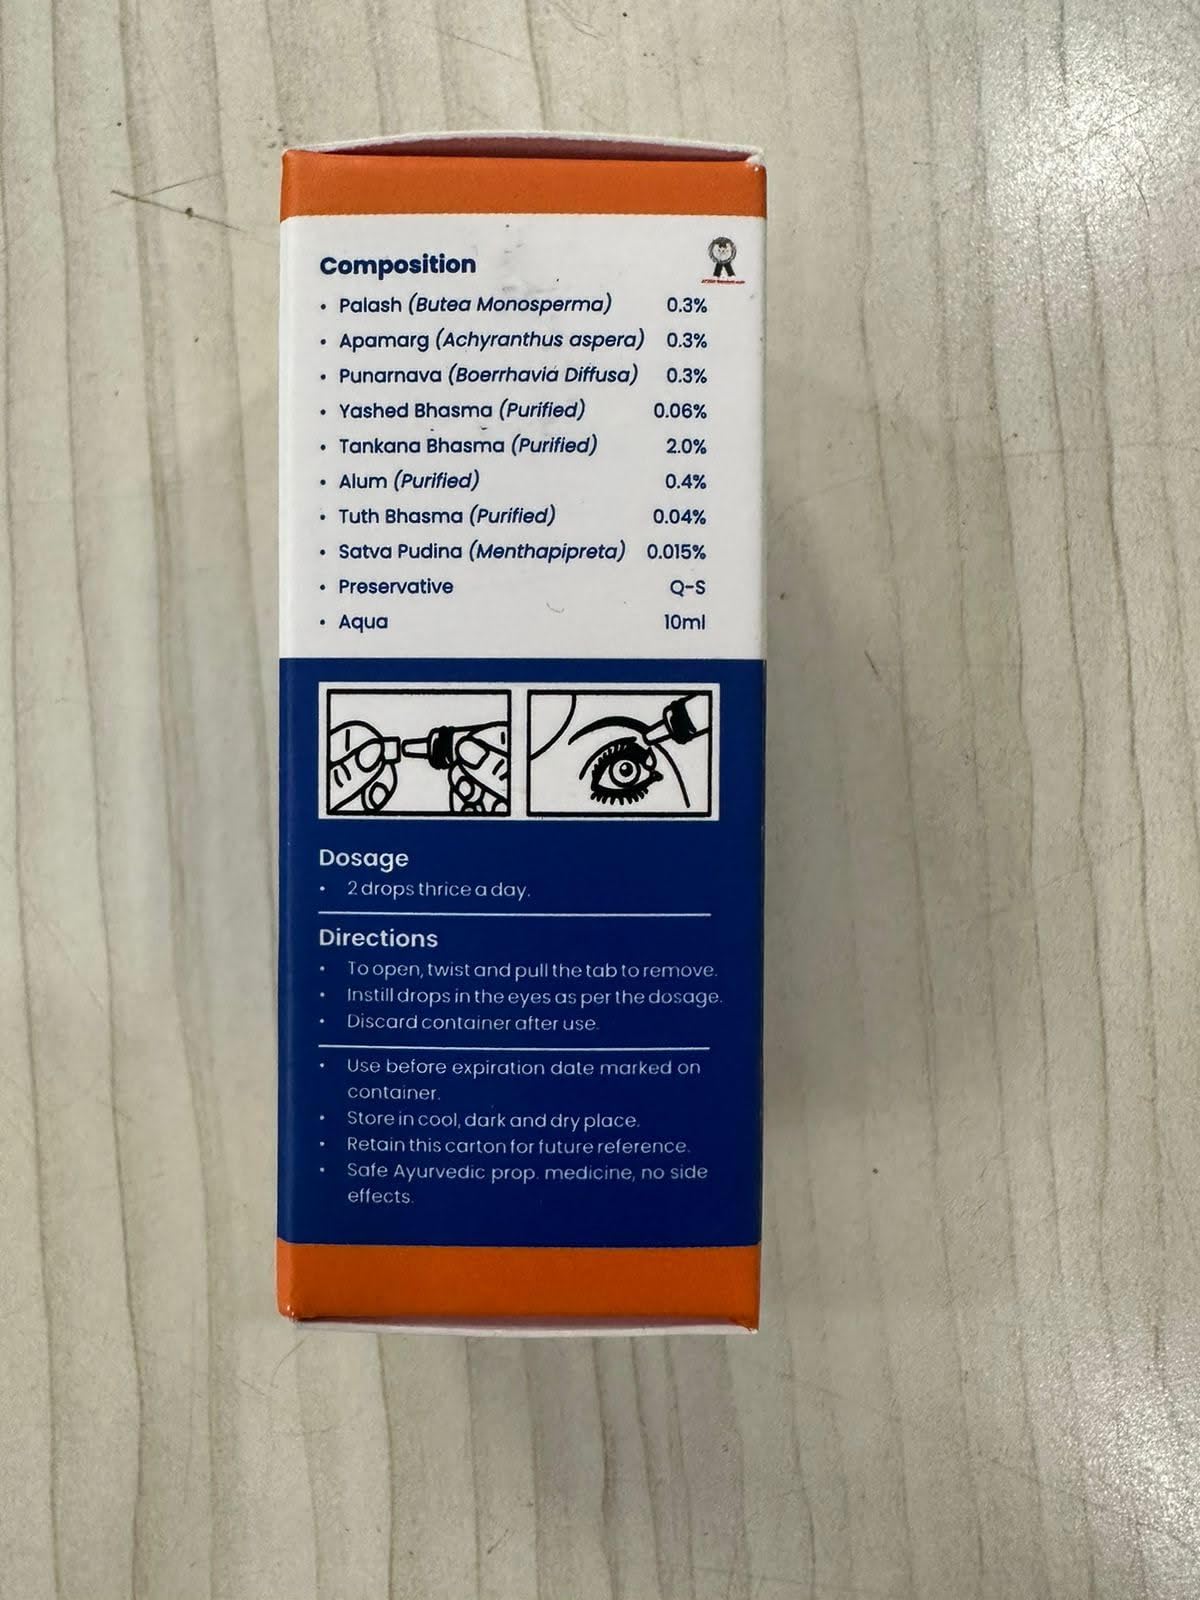 Composition
• Palash (Butea Monosperma) 0.3%
• Apamarg (Achyranthus aspera) 0.3%
• Punarnava (Boerrhavia Diffusa) 0.3%
• Yashed Bhasma (Purified) 0.06%
• Tankana Bhasma (Purified) 2.0%
• Alum (Purified) 0.4%
• Tuth Bhasma (Purified) 0.04%
• Satva Pudina (Menthapipreta) 0.015%
• Preservative Q-S
• Aqua 10ml
Dosage
• 2 drops thrice a day.
Directions
• To open, twist and pull the tab to remove.
• Instill drops in the eyes as per the dosage.
• Discard container after use.
• Use before expiration date marked on
container.
• Store in cool, dark and dry place.
• Retain this carton for future reference.
• Safe Ayurvedic prop. medicine, no side
effects.